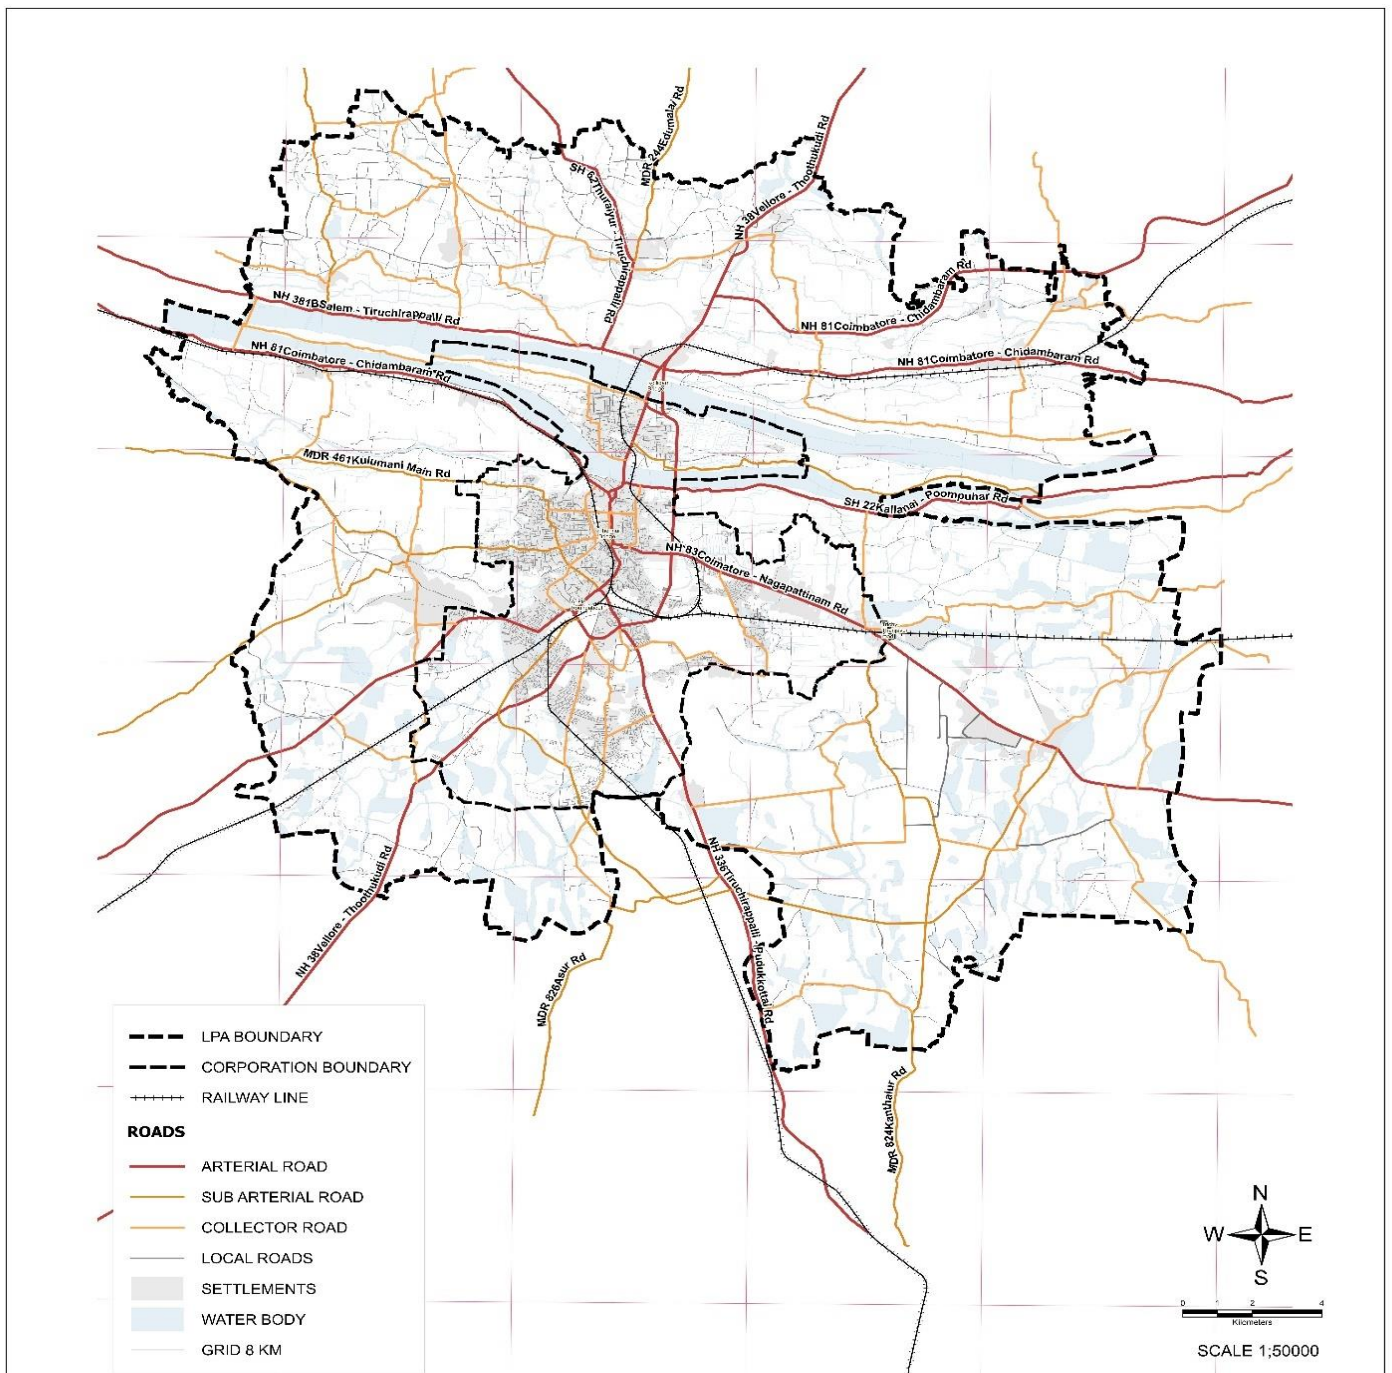 MDR 244Edumalai Rd
SH 62Thuraiyur - Tiruchirappalli Rd
NH 38Vellore - Thoothukudi Rd
NH 81Coimbatore - Chidambaram Rd
NH 381BSalem - Tiruchirappalli Rd
NH 81Coimbatore - Chidambaram Rd
NH 81Coimbatore - Chidambaram Rd
MDR 461Kulumani Main Rd
SH 22Kallanai - Poompuhar Rd
NH 83Coimatore - Nagapattinam Rd
NH 38Vellore - Thoothukudi Rd
NH 336Tiruchirappalli - Pudukkottai Rd
MDR 826Asur Rd
MDR 824Kanthalur Rd
LPA BOUNDARY
CORPORATION BOUNDARY
RAILWAY LINE
ROADS
ARTERIAL ROAD
SUB ARTERIAL ROAD
COLLECTOR ROAD
LOCAL ROADS
SETTLEMENTS
WATER BODY
GRID 8 KM
N
W E
S
0 1 2 4
Kilometers
SCALE 1;50000